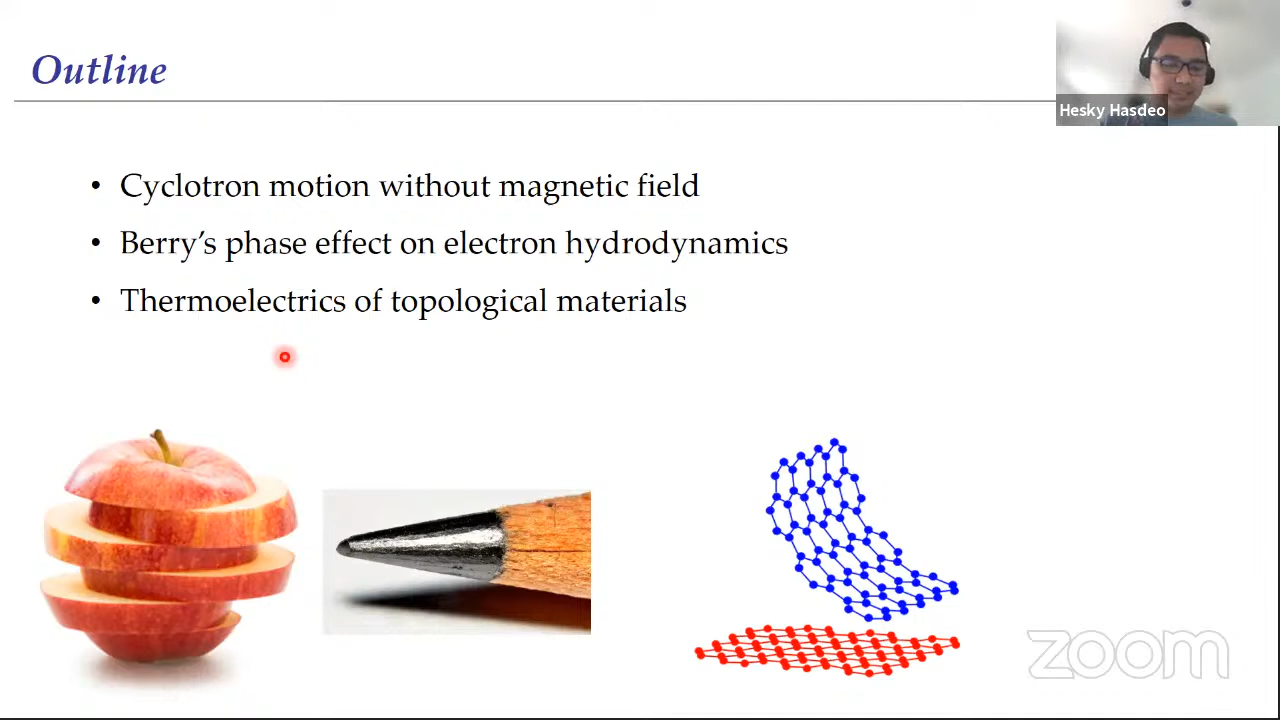 Outline
Hesky Hasdeo
• Cyclotron motion without magnetic field
• Berry’s phase effect on electron hydrodynamics
• Thermoelectrics of topological materials
zoom